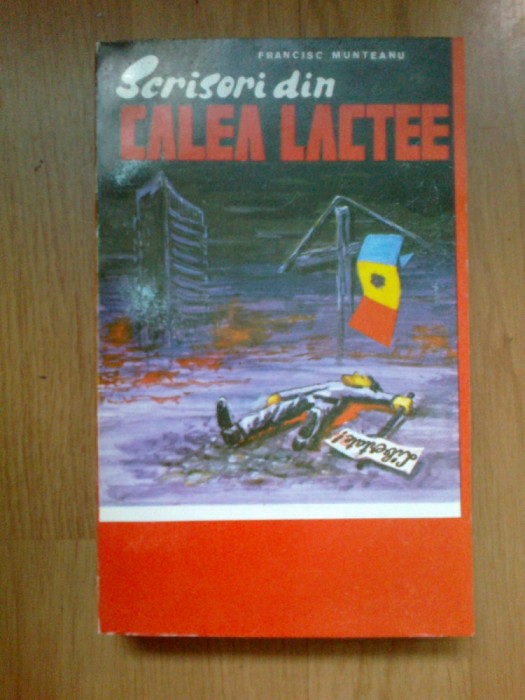 FRANCISC MUNTEANU
Scrisori din
CALEA LACTEE
Libertate!